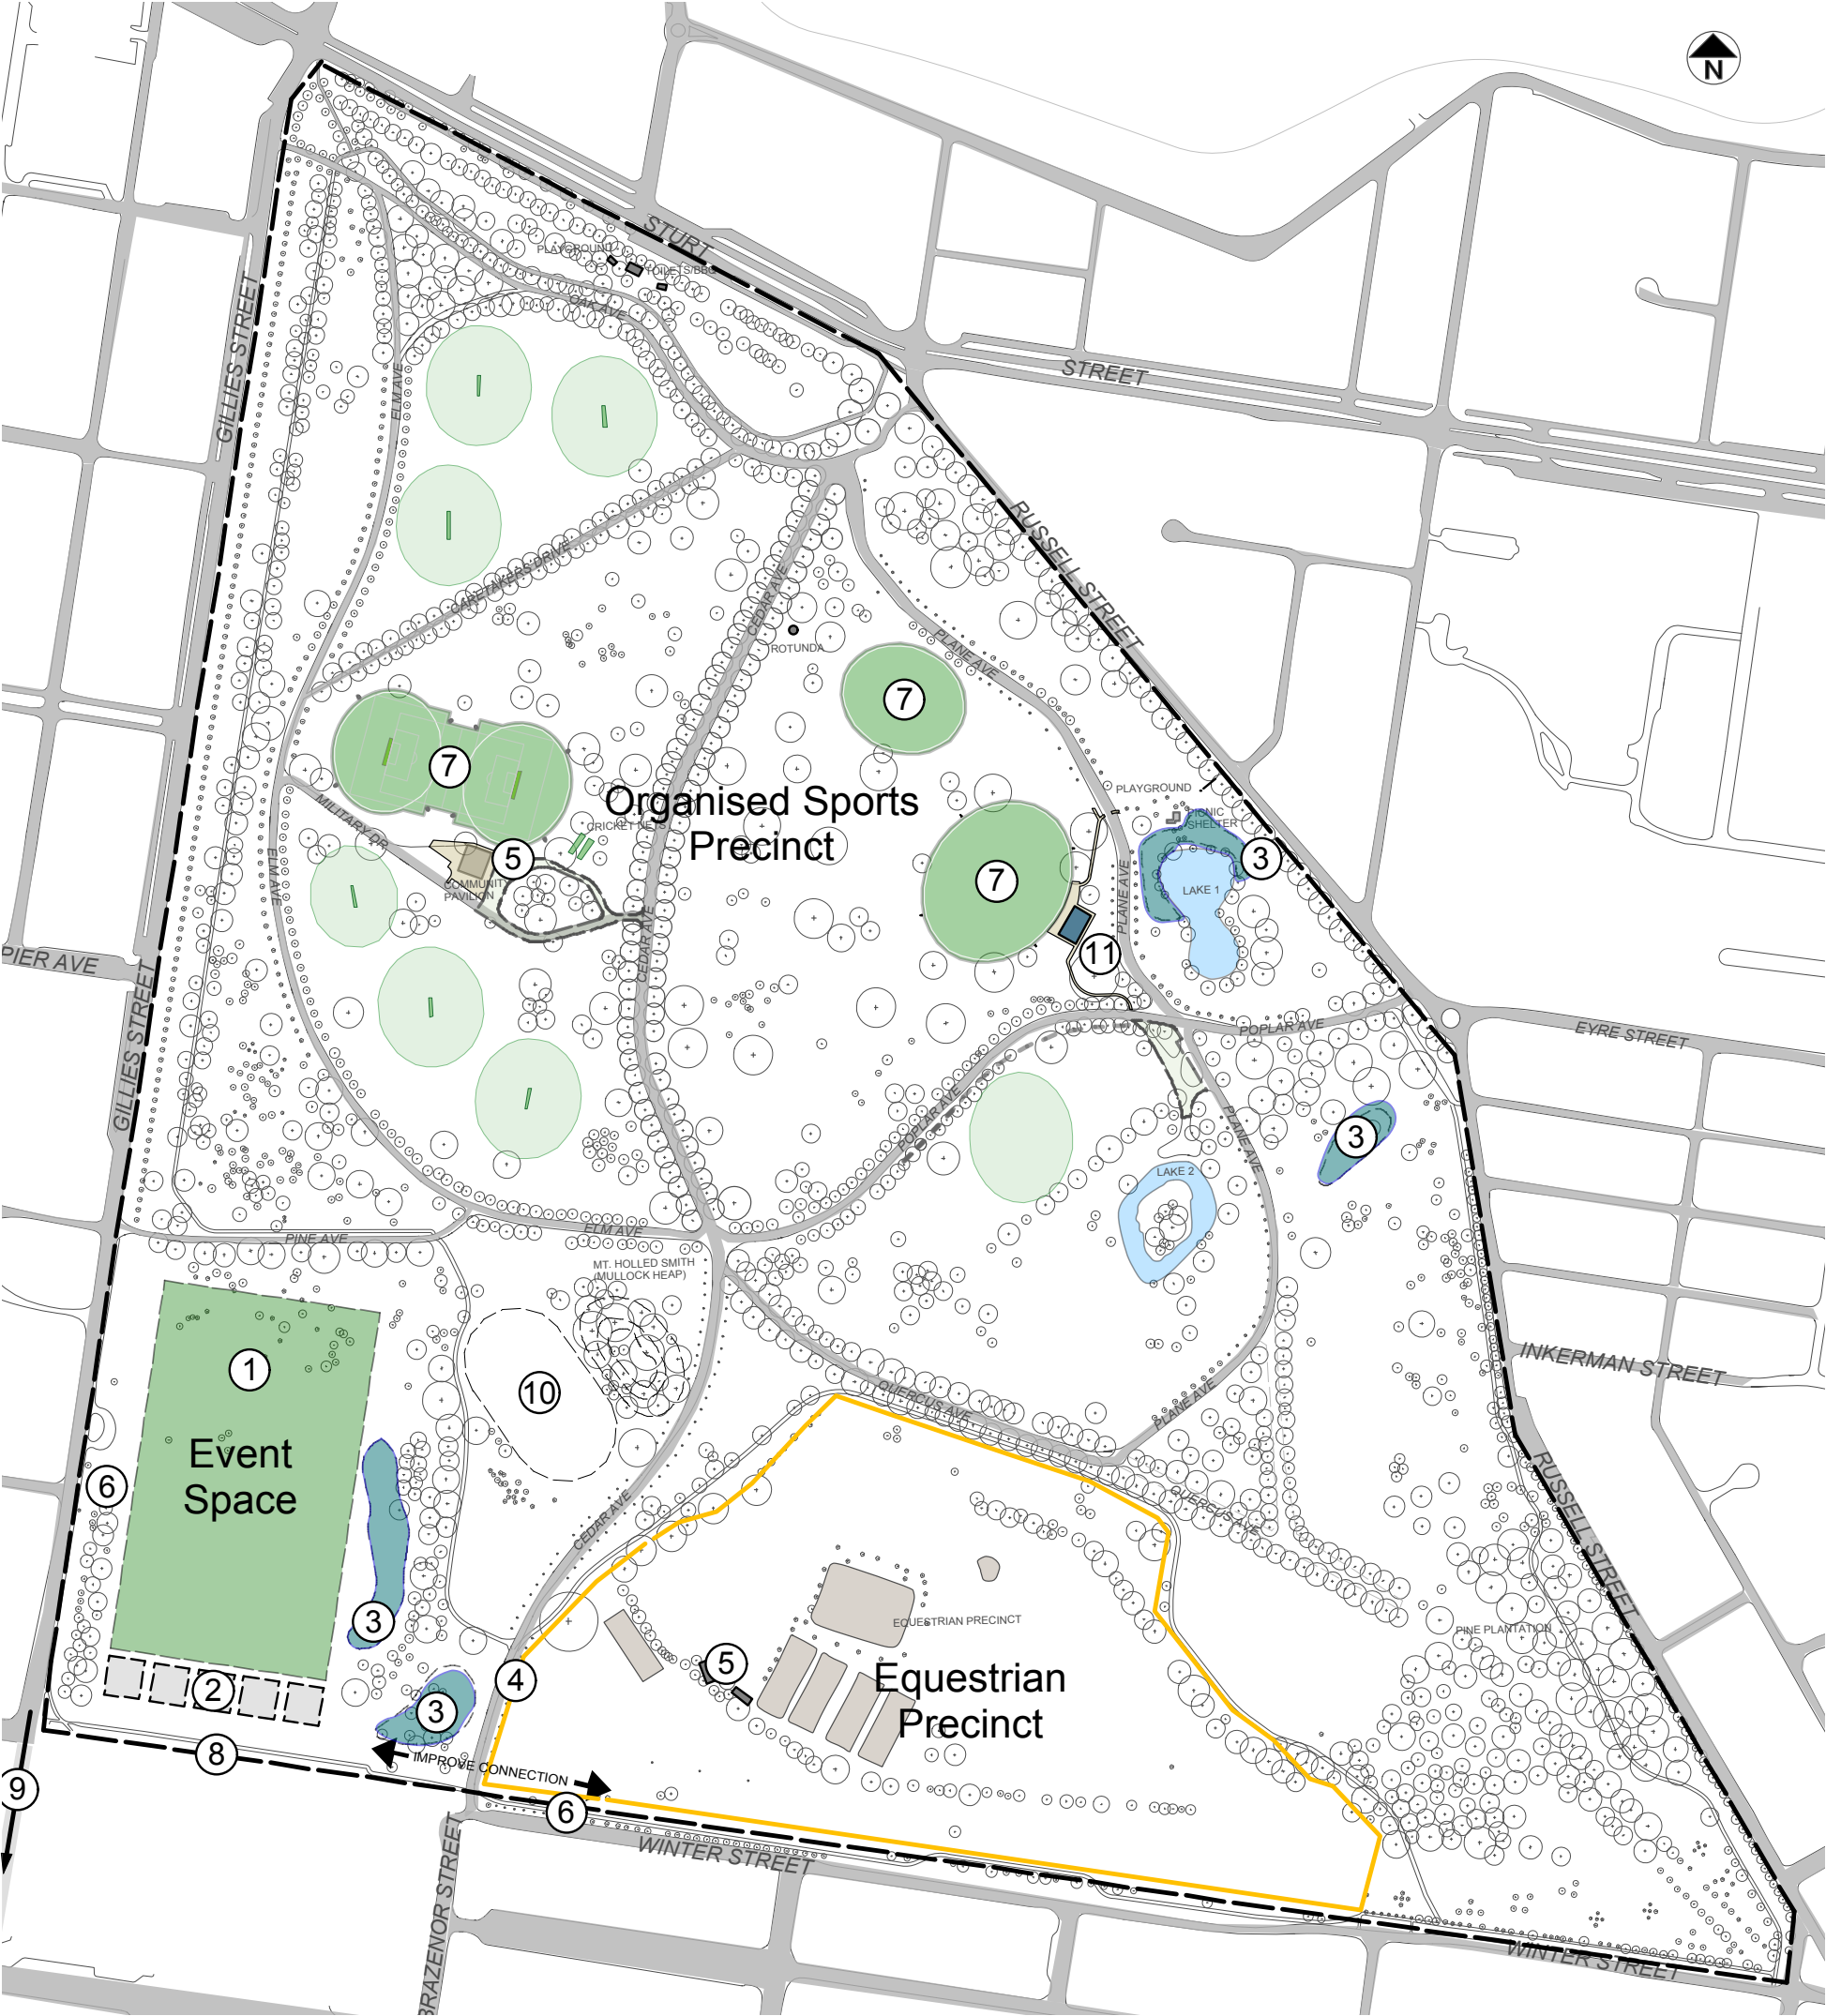 N
STURT
PLAYGROUND
TOILETS/BBQ
OAK AVE
GILLIES STREET
ELM AVE
STREET
RUSSELL STREET
CARETAKERS DRIVE
CEDAR AVE
ROTUNDA
PLANE AVE
7
7
Organised Sports
Precinct
PLAYGROUND
PICNIC
SHELTER
MILITARY DR
CRICKET NETS
5
3
ELM AVE
COMMUNITY
PAVILION
7
LAKE 1
PLANE AVE
CEDAR AVE
11
PIER AVE
GILLIES STREET
POPLAR AVE
EYRE STREET
POPLAR AVE
3
PLANE AVE
LAKE 2
PINE AVE
ELM AVE
MT. HOLLED SMITH
(MULLOCK HEAP)
1
10
INKERMAN STREET
QUERCUS AVE
PLANE AVE
Event
Space
6
CEDAR AVE
QUERCUS AVE
RUSSELL STREET
3
EQUESTRIAN PRECINCT
PINE PLANTATION
5
4
Equestrian
Precinct
2
3
8
IMPROVE CONNECTION
9
6
WINTER STREET
BRAZENOR STREET
WINTER STREET